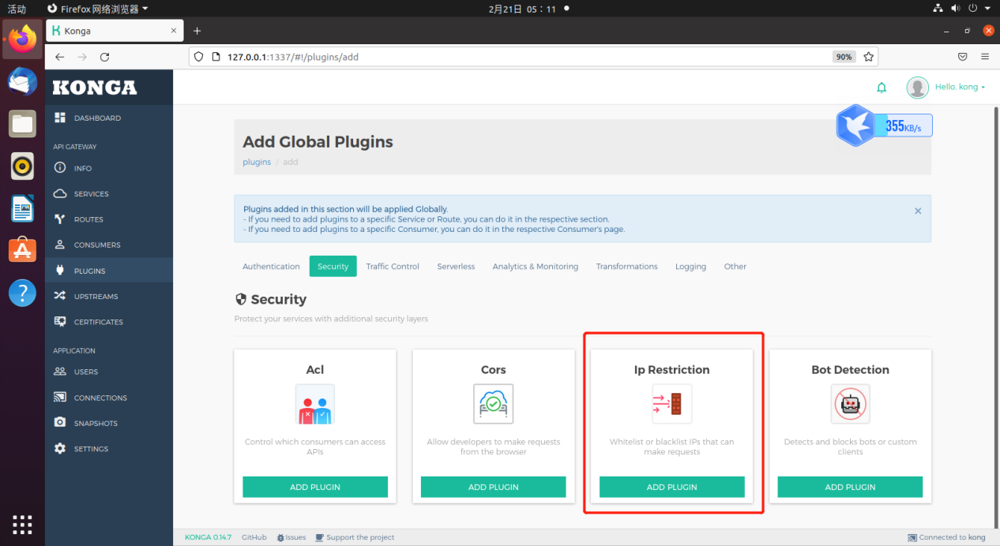 活动
Firefox 网络浏览器
2月21日 05：11
Konga
127.0.0.1:1337/#!/plugins/add
90%
KONGA
Hello, kong
DASHBOARD
API GATEWAY
INFO
SERVICES
ROUTES
CONSUMERS
PLUGINS
UPSTREAMS
CERTIFICATES
APPLICATION
USERS
CONNECTIONS
SNAPSHOTS
SETTINGS
355KB/s
Add Global Plugins
plugins / add
Plugins added in this section will be applied Globally.
- If you need to add plugins to a specific Service or Route, you can do it in the respective section.
- If you need to add plugins to a specific Consumer, you can do it in the respective Consumer's page.
Authentication Security Traffic Control Serverless Analytics & Monitoring Transformations Logging Other
Security
Protect your services with additional security layers
Acl
Control which consumers can access
APIs
ADD PLUGIN
Cors
Allow developers to make requests
from the browser
ADD PLUGIN
Ip Restriction
Whitelist or blacklist IPs that can
make requests
ADD PLUGIN
Bot Detection
Detects and blocks bots or custom
clients
ADD PLUGIN
KONGA 0.14.7 GitHub Issues Support the project
Connected to kong